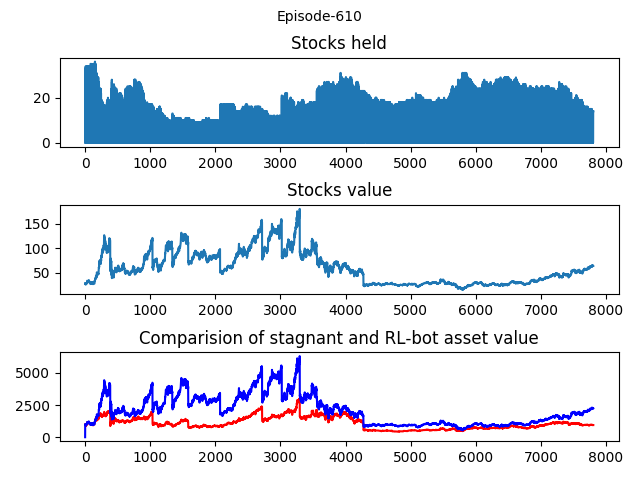 Episode-610
Stocks held
20
0
0 1000 2000 3000 4000 5000 6000 7000 8000
Stocks value
150
100
50
0 1000 2000 3000 4000 5000 6000 7000 8000
Comparision of stagnant and RL-bot asset value
5000
2500
0
0 1000 2000 3000 4000 5000 6000 7000 8000